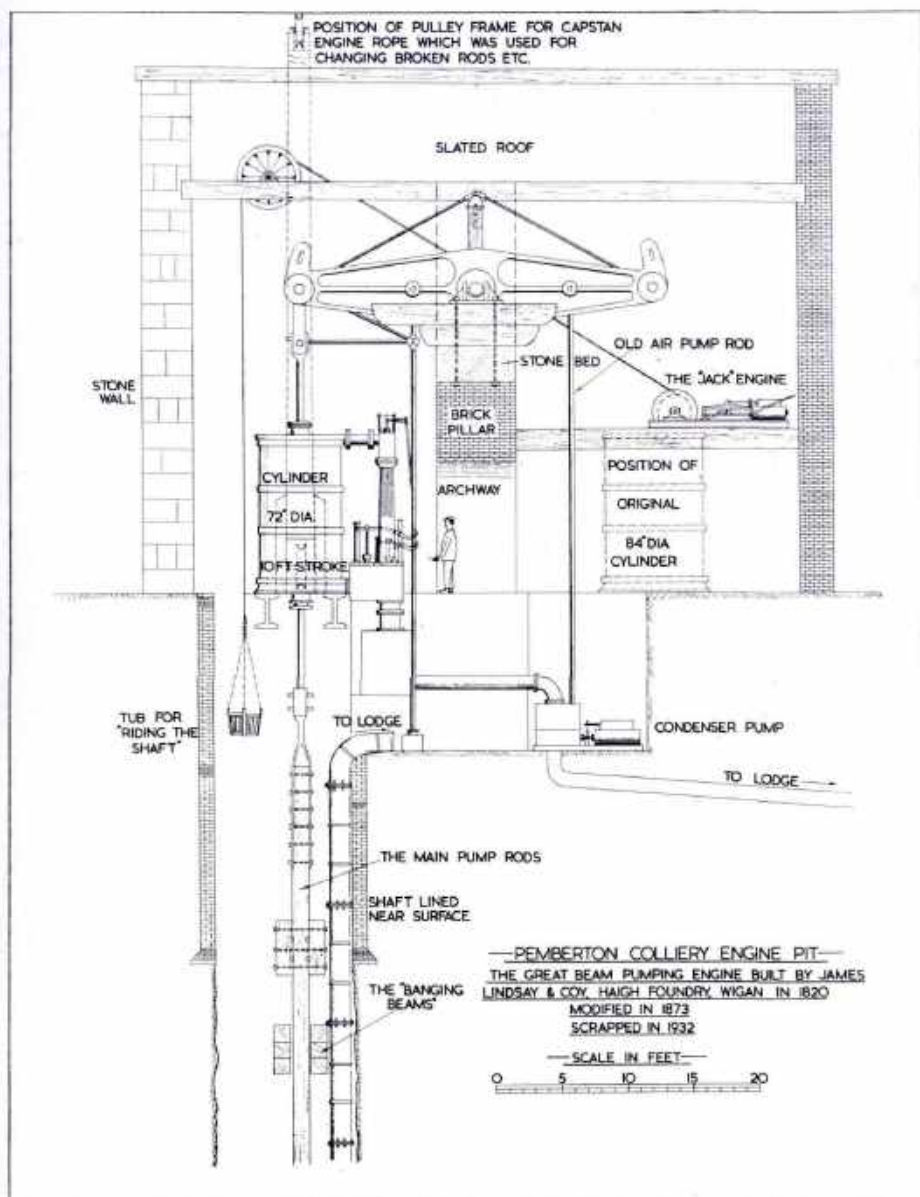 POSITION OF PULLEY FRAME FOR CAPSTAN
ENGINE ROPE WHICH WAS USED FOR
CHANGING BROKEN RODS ETC.
SLATED ROOF
STONE BED
OLD AIR PUMP ROD
THE "JACK" ENGINE
STONE
WALL
BRICK
PILLAR
ARCHWAY
CYLINDER
72" DIA.
10FT STROKE
POSITION OF
ORIGINAL
84" DIA
CYLINDER
TUB FOR
"RIDING THE
SHAFT"
TO LODGE
CONDENSER PUMP
TO LODGE
THE MAIN PUMP RODS
SHAFT LINED
NEAR SURFACE
THE "BANGING
BEAMS"
PEMBERTON COLLIERY ENGINE PIT
THE GREAT BEAM PUMPING ENGINE BUILT BY JAMES
LINDSAY & COY, HAIGH FOUNDRY, WIGAN IN 1820
MODIFIED IN 1873
SCRAPPED IN 1932
SCALE IN FEET
0 5 10 15 20